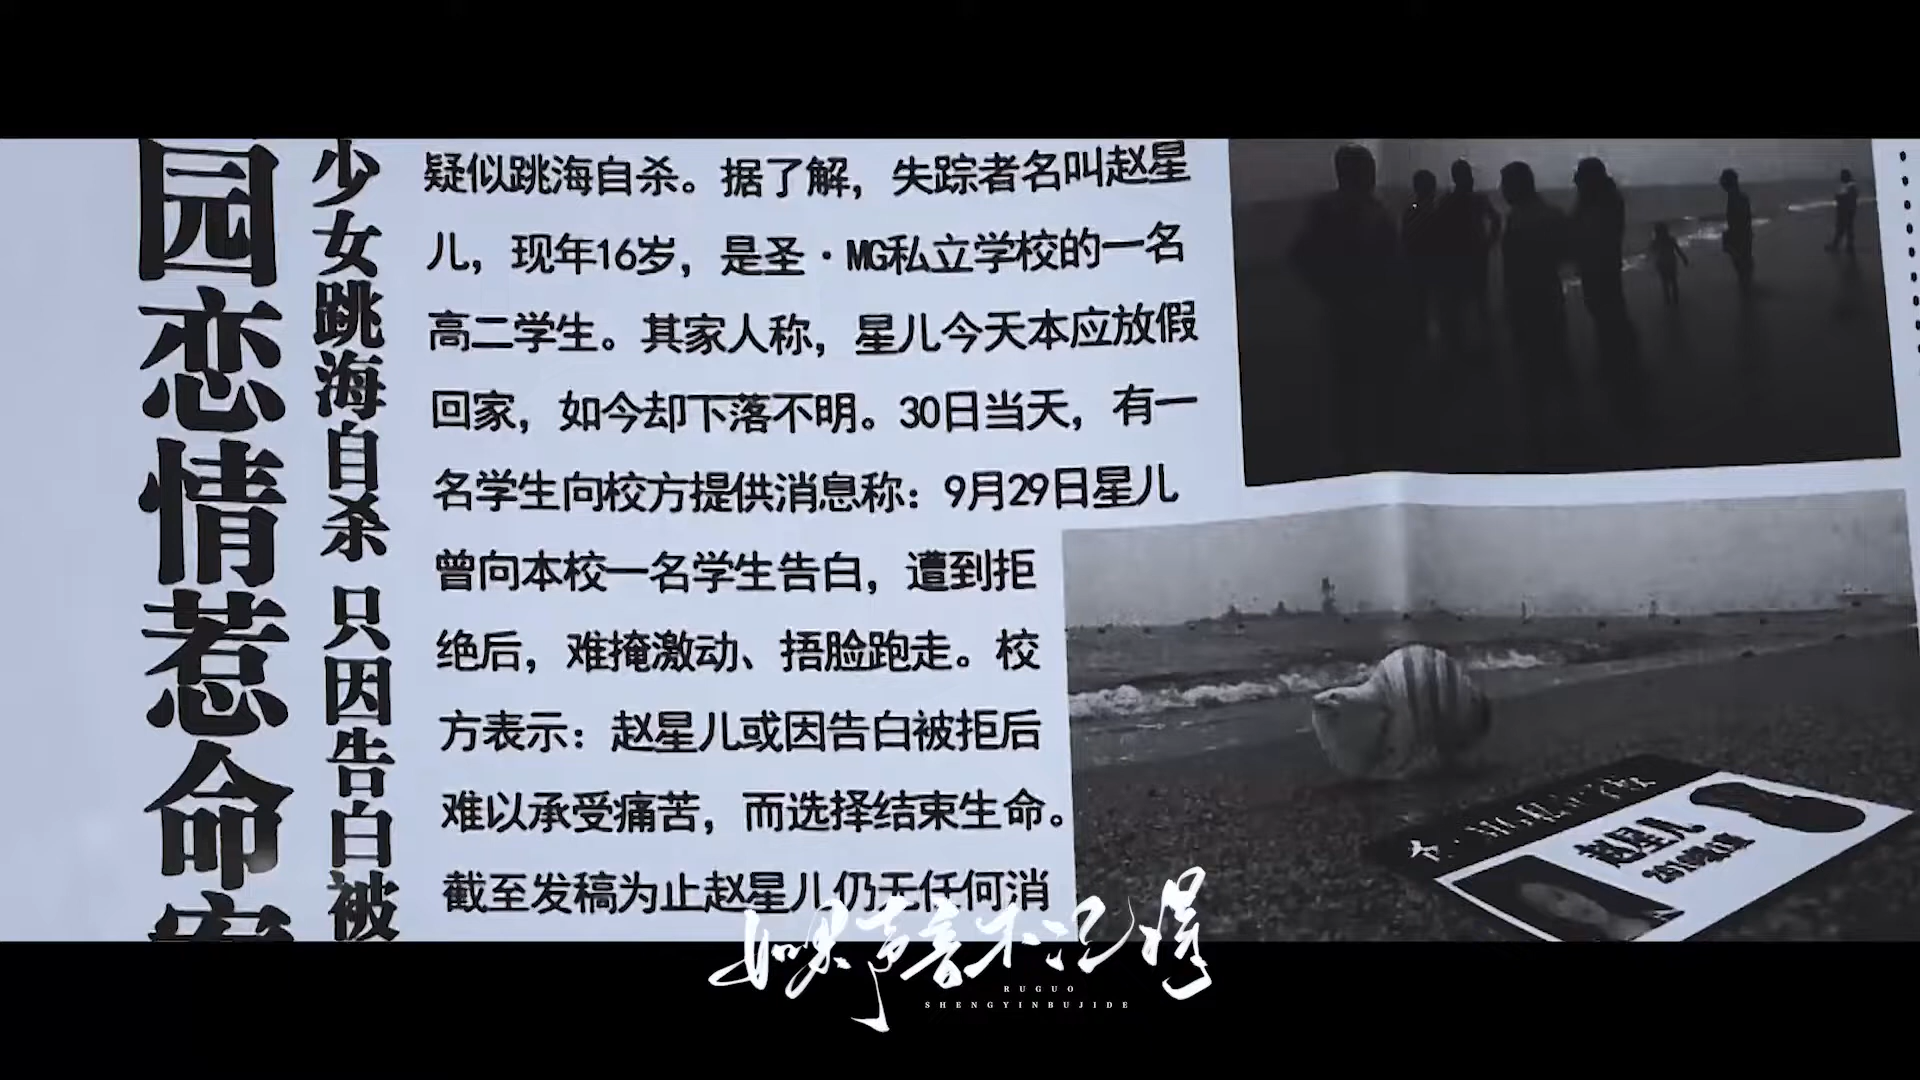 园恋情惹命案
少女跳海自杀 只因告白被
疑似跳海自杀。据了解，失踪者名叫赵星
儿，现年16岁，是圣·MG私立学校的一名
高二学生。其家人称，星儿今天本应放假
回家，如今却下落不明。30日当天，有一
名学生向校方提供消息称：9月29日星儿
曾向本校一名学生告白，遭到拒
绝后，难掩激动、捂脸跑走。校
方表示：赵星儿或因告白被拒后
难以承受痛苦，而选择结束生命。
截至发稿为止赵星儿仍无任何消
赵星儿
如果声音不记得
RUGUO
SHENGYINBUJIDE